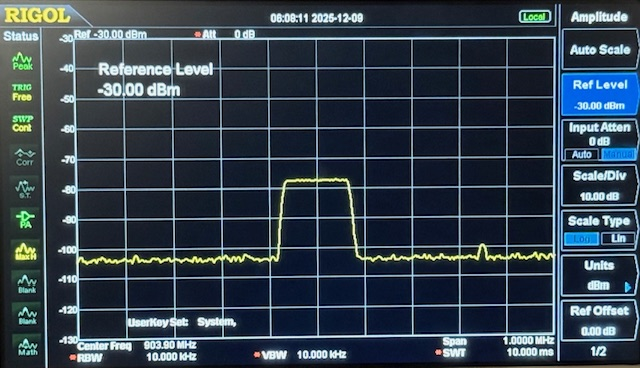 RIGOL
06:08:11 2025-12-09
Local
Amplitude
Status
Ref -30.00 dBm
*Att 0 dB
-30
Auto Scale
Reference Level
-30.00 dBm
Peak
-40
Ref Level
-30.00 dBm
TRIG
Free
-50
SWP
Cont
-60
Input Atten
0 dB
Auto Manual
Corr
-70
Scale/Div
10.00 dB
S.T.
-80
PA
-90
Scale Type
Log Lin
Max H
-100
Units
dBm
Blank
-110
Blank
-120
Ref Offset
0.00 dB
UserKey Set: System,
Math
-130
Center Freq 903.90 MHz
Span 1.0000 MHz
*RBW 10.000 kHz
*VBW 10.000 kHz
*SWT 10.000 ms
1/2